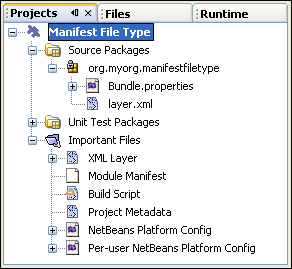 Projects Files Runtime
Manifest File Type
Source Packages
org.myorg.manifestfiletype
Bundle.properties
layer.xml
Unit Test Packages
Important Files
XML Layer
Module Manifest
Build Script
Project Metadata
NetBeans Platform Config
Per-user NetBeans Platform Config